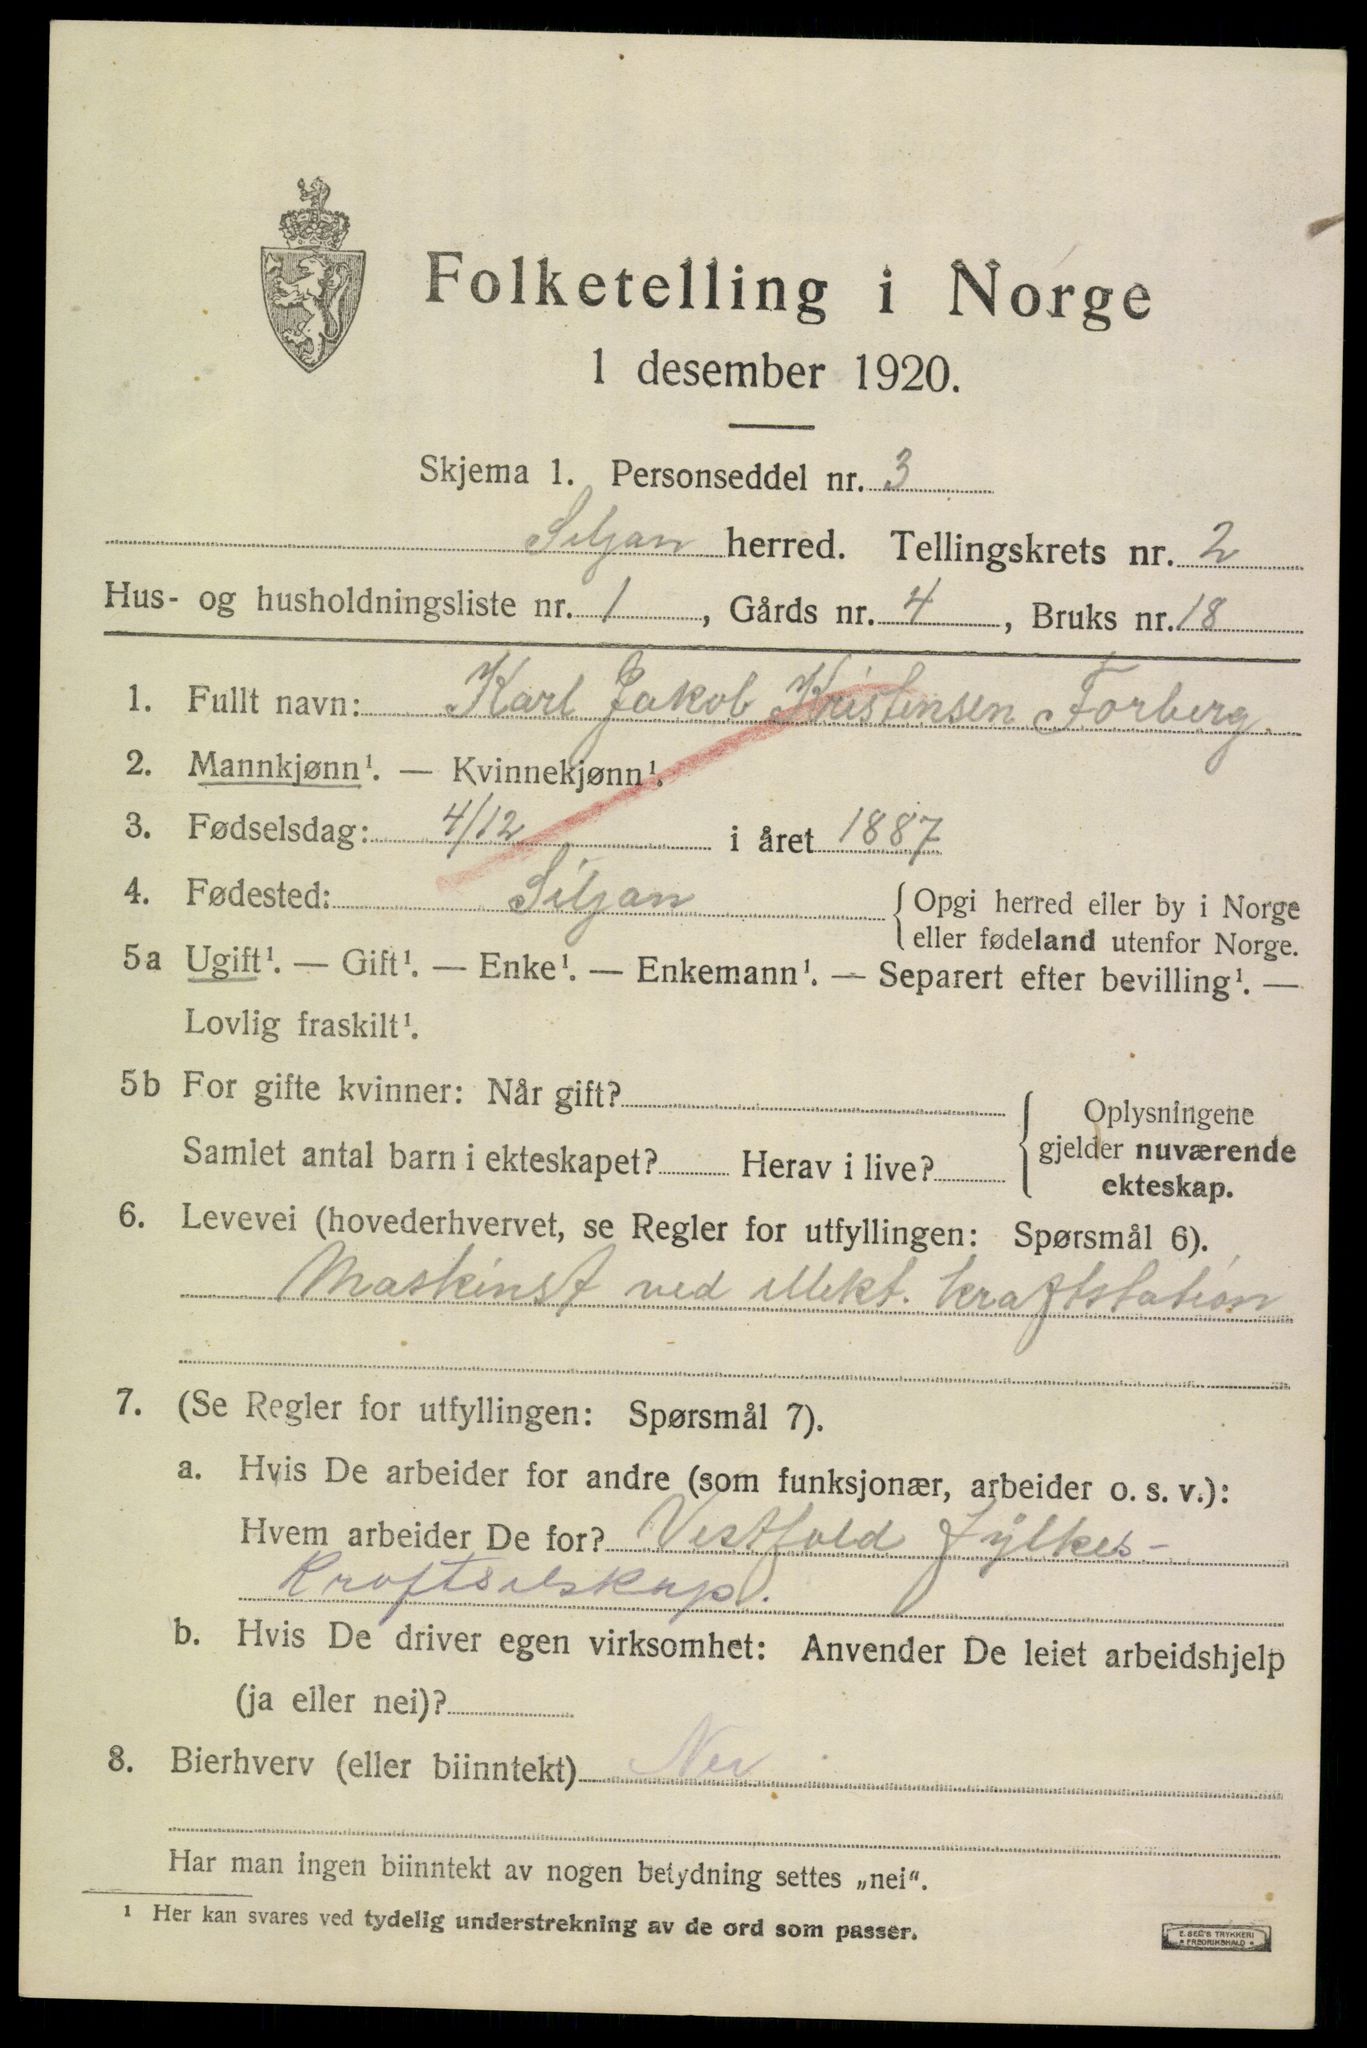 Folketelling i Norge
1 desember 1920.
Skjema 1. Personseddel nr. 3
Siljan herred. Tellingskrets nr. 2
Hus- og husholdningsliste nr. 1, Gårds nr. 4, Bruks nr. 18
1. Fullt navn: Karl Jakob Kristensen Forberg.
2. Mannkjønn¹. — Kvinnekjønn¹.
3. Fødselsdag: 4/12 i året 1887
4. Fødested: Siljan { Opgi herred eller by i Norge
eller fødeland utenfor Norge.
5a Ugift¹. — Gift¹. — Enke¹. — Enkemann¹. — Separert efter bevilling¹. —
Lovlig fraskilt¹.
5b For gifte kvinner: Når gift?
Samlet antal barn i ekteskapet? Herav i live?
{ Oplysningene
gjelder nuværende
ekteskap.
6. Levevei (hovederhvervet, se Regler for utfyllingen: Spørsmål 6).
Maskinst ved ellekt. kraftstation
7. (Se Regler for utfyllingen: Spørsmål 7).
a. Hvis De arbeider for andre (som funksjonær, arbeider o. s. v.):
Hvem arbeider De for? Vestfold Fylkes-
Kraftselskap.
b. Hvis De driver egen virksomhet: Anvender De leiet arbeidshjelp
(ja eller nei)?
8. Bierhverv (eller biinntekt) Nei
Har man ingen biinntekt av nogen betydning settes „nei“.
¹ Her kan svares ved tydelig understrekning av de ord som passer.
E. SEC'S TRYKKERI
FREDRIKSHALD